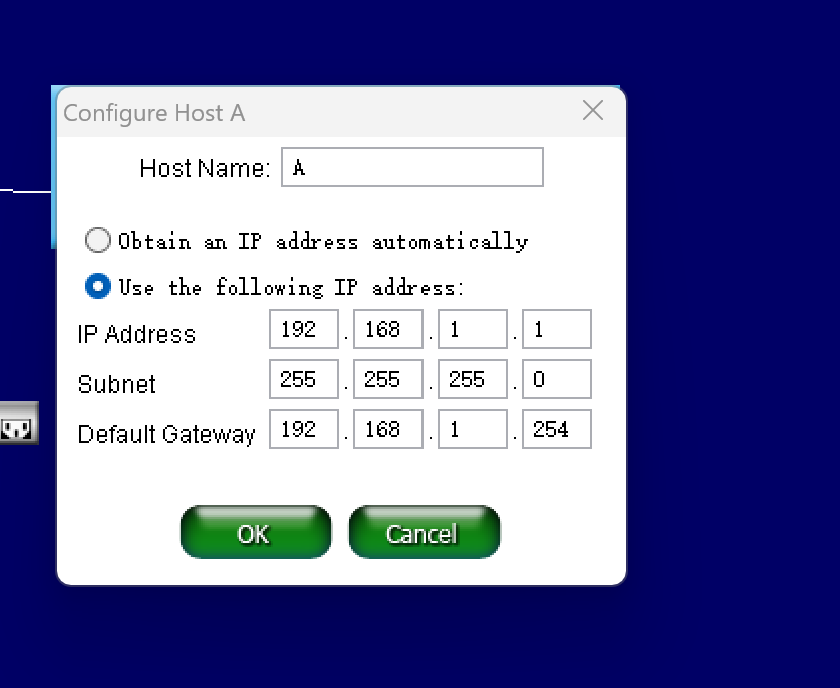 Configure Host A
Host Name: A
Obtain an IP address automatically
Use the following IP address:
IP Address 192 . 168 . 1 . 1
Subnet 255 . 255 . 255 . 0
Default Gateway 192 . 168 . 1 . 254
OK Cancel